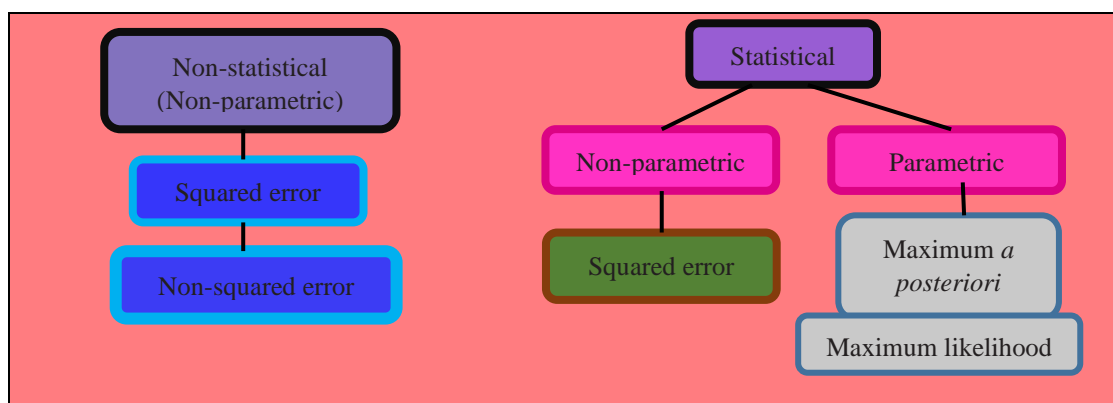 Non-statistical
(Non-parametric)
Squared error
Non-squared error
Statistical
Non-parametric
Parametric
Squared error
Maximum a
posteriori
Maximum likelihood